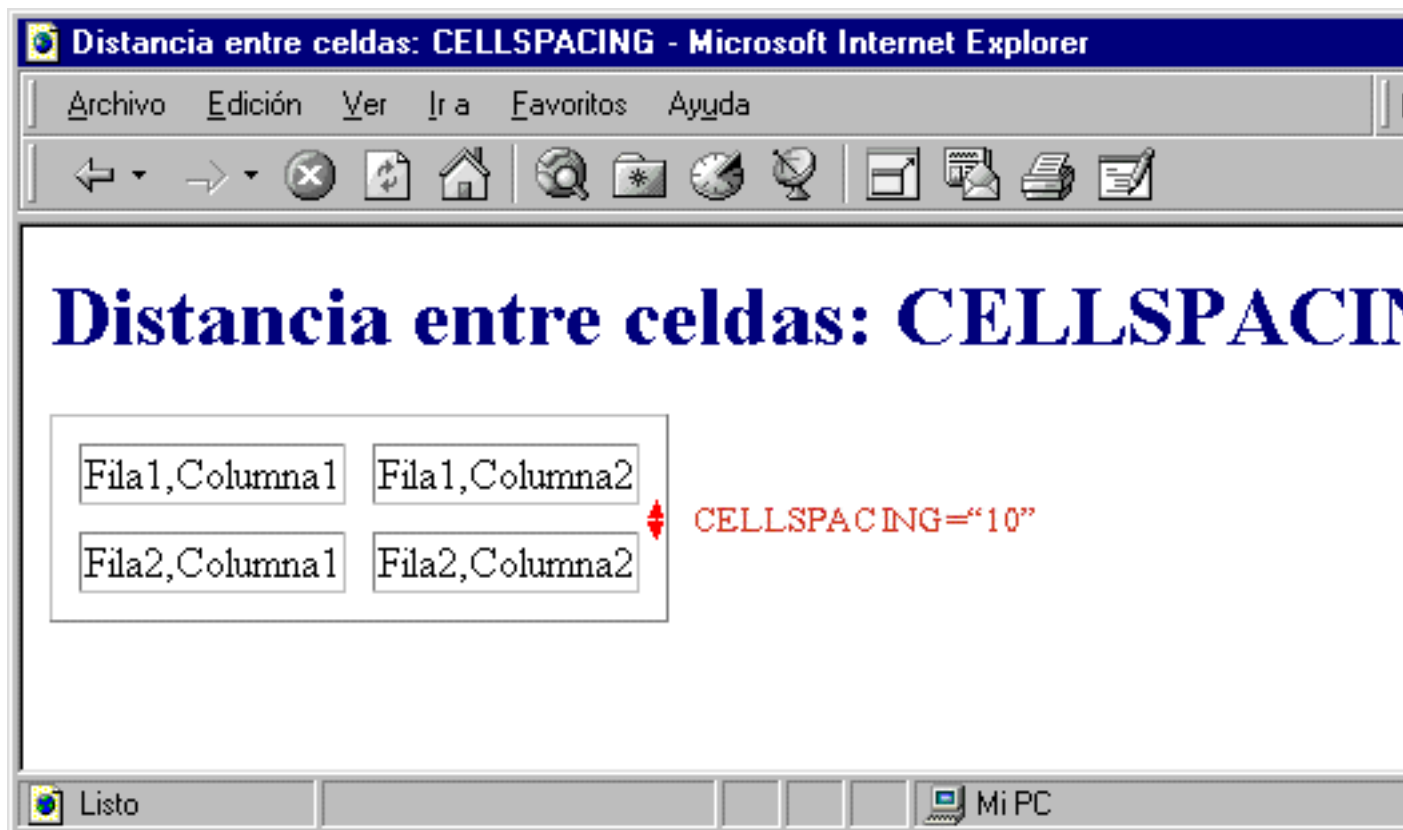 Distancia entre celdas: CELLSPACING - Microsoft Internet Explorer
Archivo Edición Ver Ir a Favoritos Ayuda
Distancia entre celdas: CELLSPACIN
Fila1,Columna1 Fila1,Columna2
CELLSPACING=“10”
Fila2,Columna1 Fila2,Columna2
Listo Mi PC